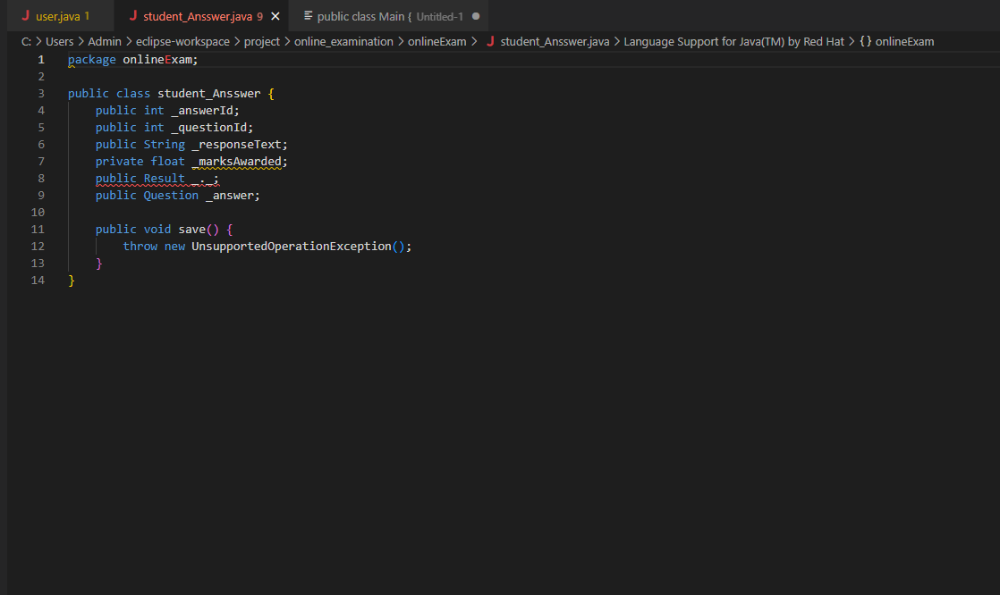 J user.java 1 J student_Ansswer.java 9 × public class Main { Untitled-1 ●
C: > Users > Admin > eclipse-workspace > project > online_examination > onlineExam > J student_Ansswer.java > Language Support for Java(TM) by Red Hat > {} onlineExam
1 package onlineExam;
2
3 public class student_Ansswer {
4 public int _answerId;
5 public int _questionId;
6 public String _responseText;
7 private float _marksAwarded;
8 public Result _._;
9 public Question _answer;
10
11 public void save() {
12 throw new UnsupportedOperationException();
13 }
14 }